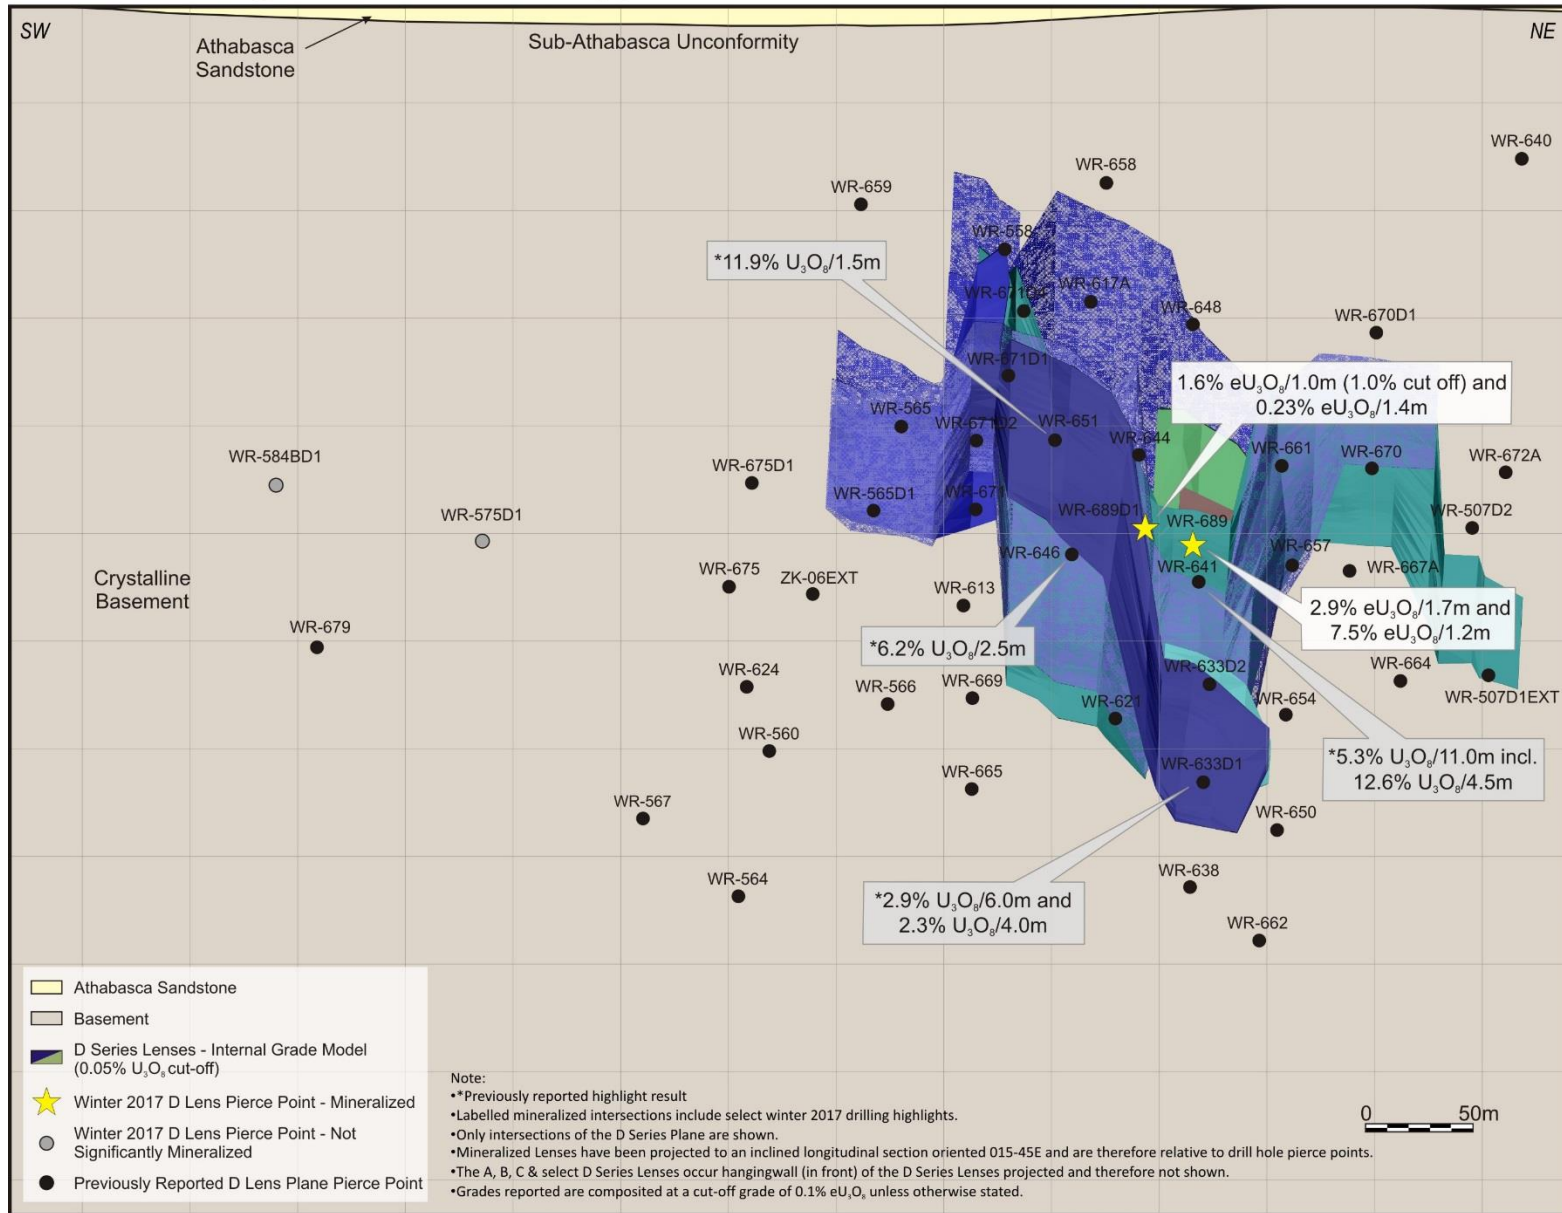 SW
NE
Athabasca
Sandstone
Sub-Athabasca Unconformity
WR-640
WR-658
WR-659
WR-558
*11.9% U₃O₈/1.5m
WR-617A
WR-648
WR-670D1
WR-671D1
1.6% eU₃O₈/1.0m (1.0% cut off) and
0.23% eU₃O₈/1.4m
WR-565
WR-671D2
WR-651
WR-644
WR-661
WR-670
WR-672A
WR-584BD1
WR-675D1
WR-565D1
WR-671
WR-689D1
WR-689
WR-507D2
WR-575D1
WR-646
WR-657
WR-641
WR-667A
Crystalline
Basement
WR-675
ZK-06EXT
WR-613
2.9% eU₃O₈/1.7m and
7.5% eU₃O₈/1.2m
WR-679
*6.2% U₃O₈/2.5m
WR-624
WR-566
WR-669
WR-633D2
WR-664
WR-507D1EXT
WR-621
WR-654
WR-560
*5.3% U₃O₈/11.0m incl.
12.6% U₃O₈/4.5m
WR-665
WR-633D1
WR-567
WR-650
WR-564
*2.9% U₃O₈/6.0m and
2.3% U₃O₈/4.0m
WR-638
WR-662
Athabasca Sandstone
Basement
D Series Lenses - Internal Grade Model
(0.05% U₃O₈ cut-off)
Winter 2017 D Lens Pierce Point - Mineralized
Winter 2017 D Lens Pierce Point - Not
Significantly Mineralized
Previously Reported D Lens Plane Pierce Point
Note:
•*Previously reported highlight result
•Labelled mineralized intersections include select winter 2017 drilling highlights.
•Only intersections of the D Series Plane are shown.
•Mineralized Lenses have been projected to an inclined longitudinal section oriented 015-45E and are therefore relative to drill hole pierce points.
•The A, B, C & select D Series Lenses occur hangingwall (in front) of the D Series Lenses projected and therefore not shown.
•Grades reported are composited at a cut-off grade of 0.1% eU₃O₈ unless otherwise stated.
0 50m